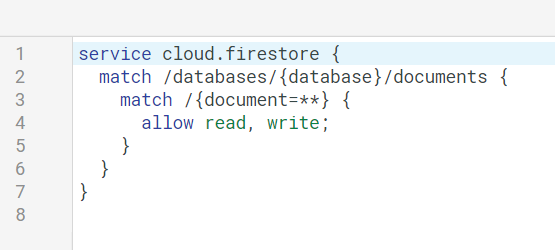 1 service cloud.firestore {
2 match /databases/{database}/documents {
3 match /{document=**} {
4 allow read, write;
5 }
6 }
7 }
8